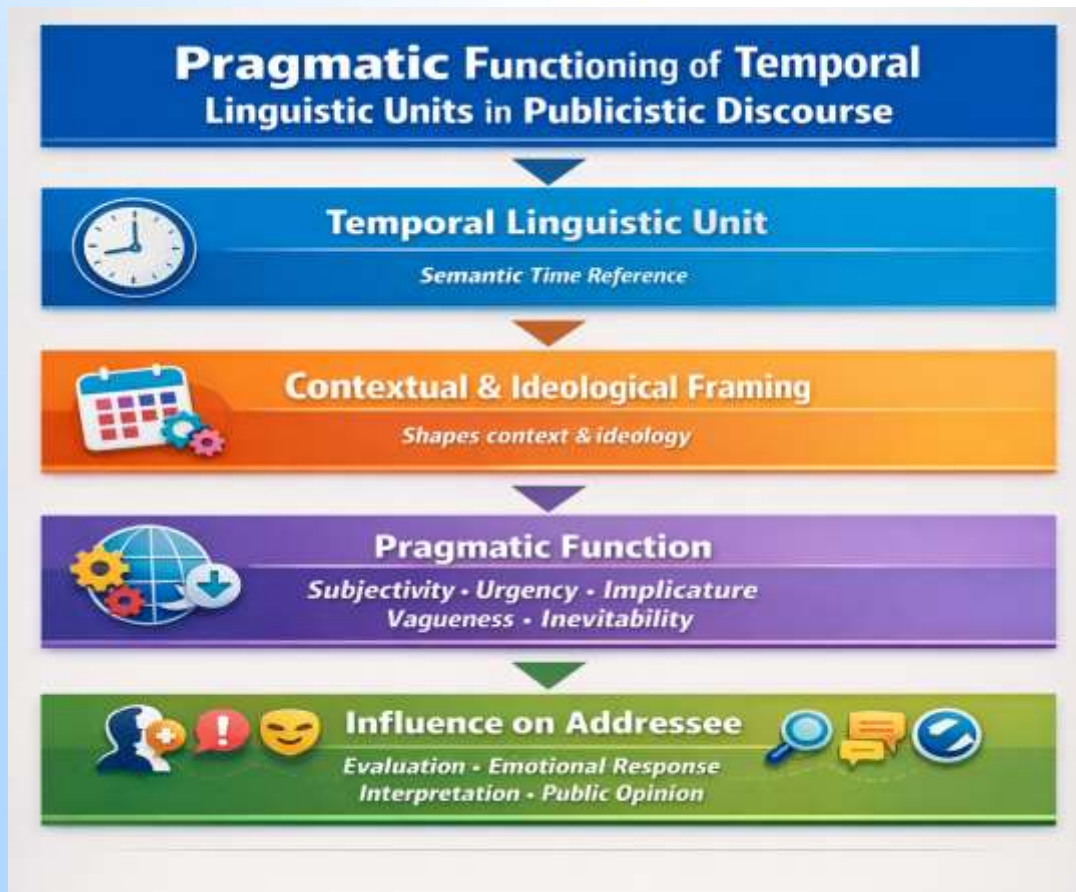 Pragmatic Functioning of Temporal
Linguistic Units in Publicistic Discourse
Temporal Linguistic Unit
Semantic Time Reference
Contextual & Ideological Framing
Shapes context & ideology
Pragmatic Function
Subjectivity • Urgency • Implicature
Vagueness • Inevitability
Influence on Addressee
Evaluation • Emotional Response
Interpretation • Public Opinion